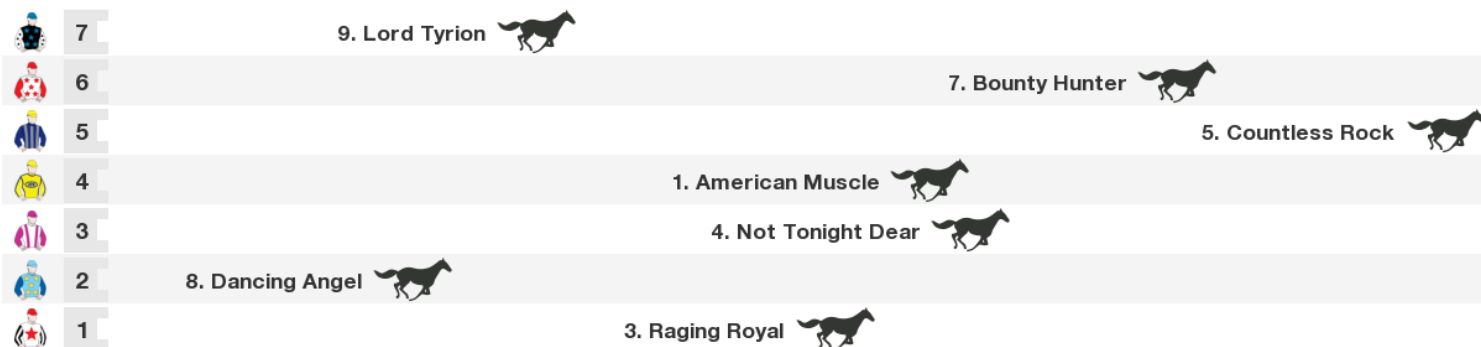 7 9. Lord Tyrion
6 7. Bounty Hunter
5 5. Countless Rock
4 1. American Muscle
3 4. Not Tonight Dear
2 8. Dancing Angel
1 3. Raging Royal